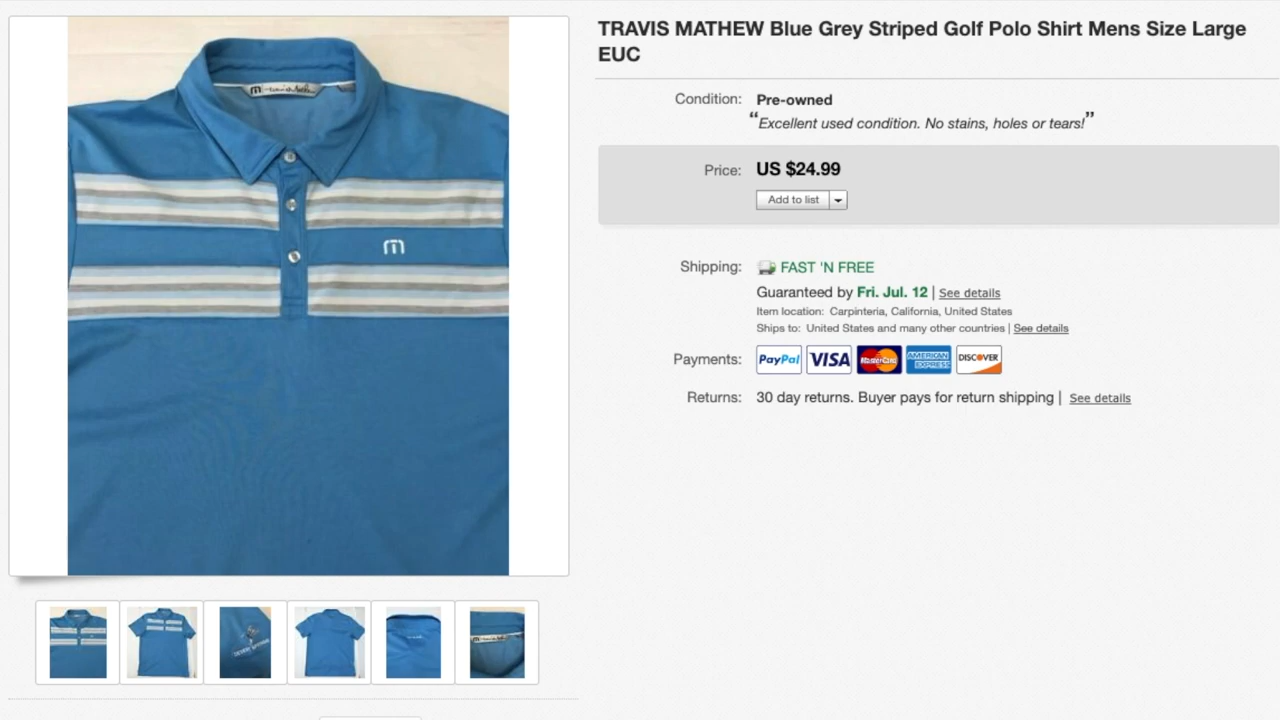 TRAVIS MATHEW Blue Grey Striped Golf Polo Shirt Mens Size Large
EUC
Condition: Pre-owned
“Excellent used condition. No stains, holes or tears!”
Price: US $24.99
Add to list
Shipping: FAST 'N FREE
Guaranteed by Fri. Jul. 12 | See details
Item location: Carpinteria, California, United States
Ships to: United States and many other countries | See details
Payments: PayPal VISA MasterCard AMERICAN EXPRESS DISCOVER
Returns: 30 day returns. Buyer pays for return shipping | See details